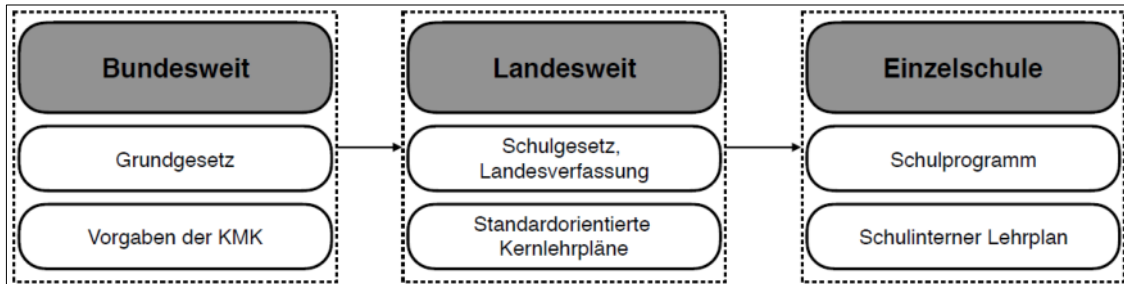 Bundesweit
Grundgesetz
Vorgaben der KMK
Landesweit
Schulgesetz,
Landesverfassung
Standardorientierte
Kernlehrpläne
Einzelschule
Schulprogramm
Schulinterner Lehrplan